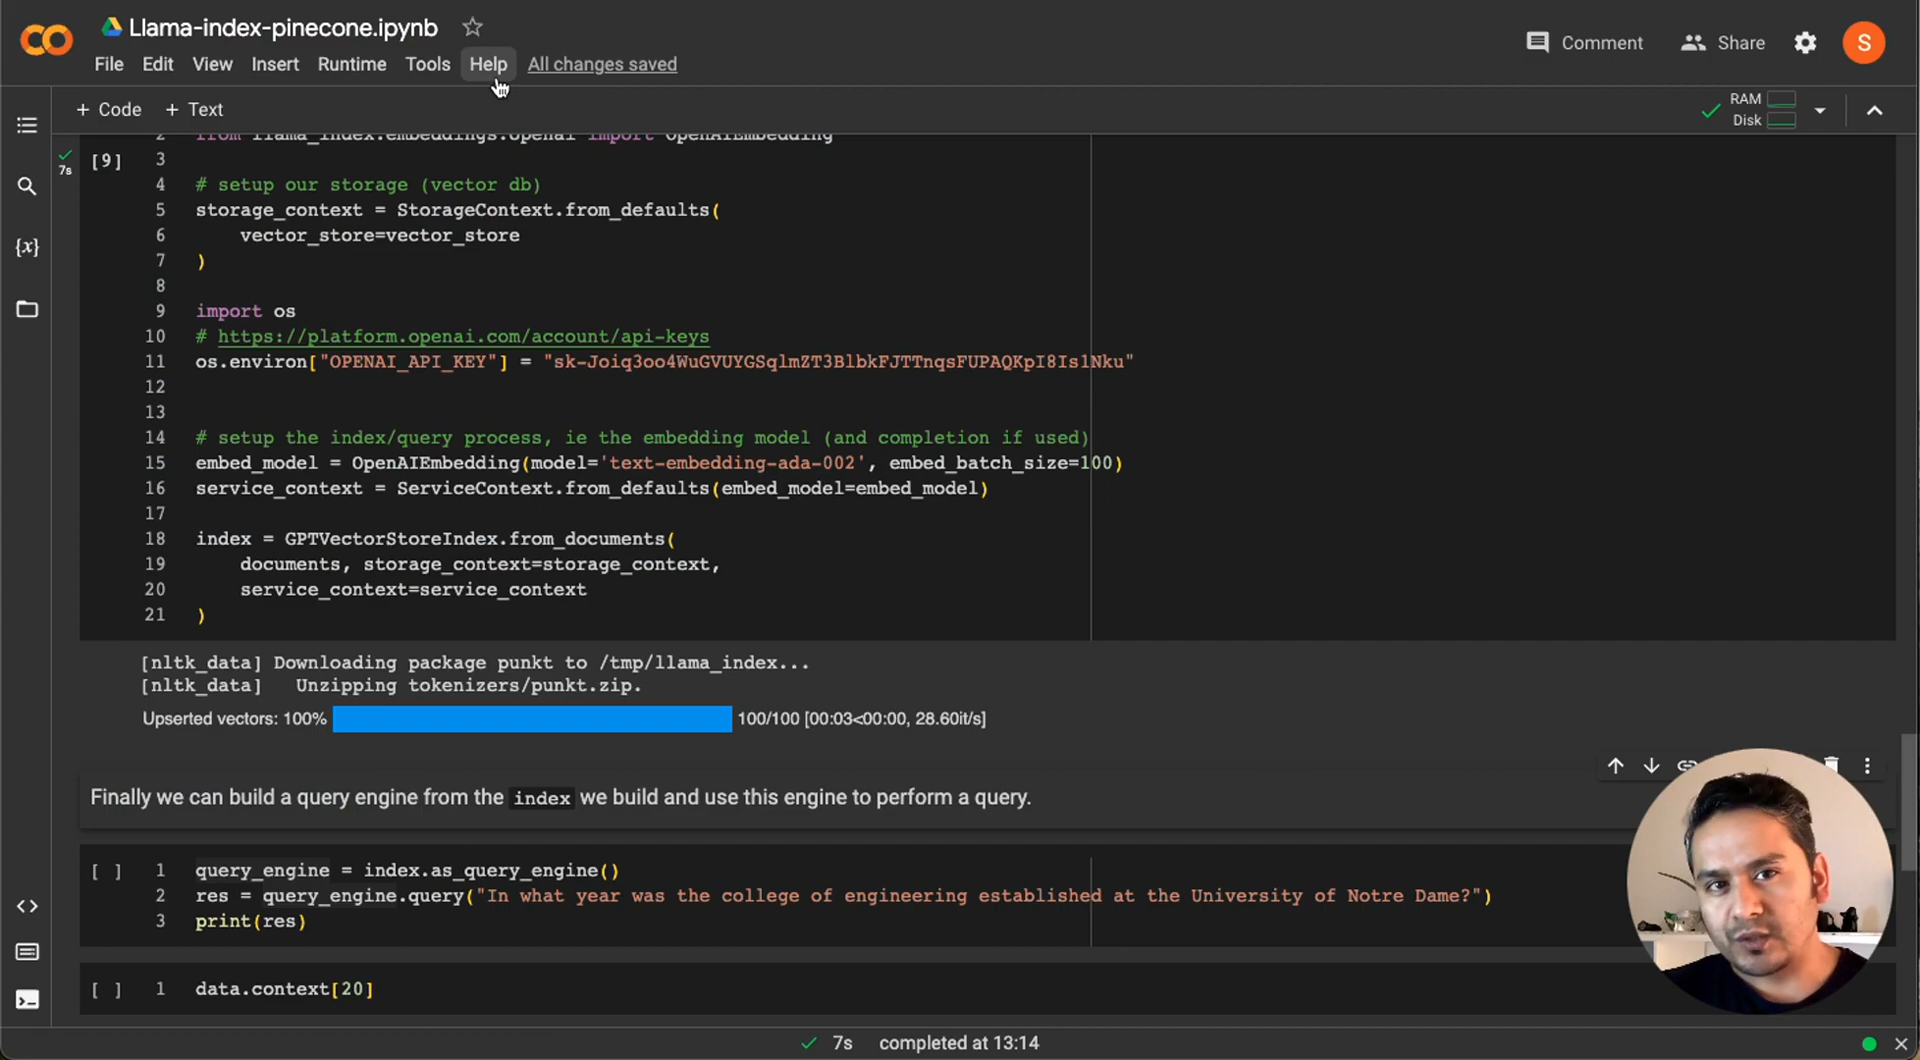 Llama-index-pinecone.ipynb
File Edit View Insert Runtime Tools Help All changes saved
Comment Share S
+ Code + Text
RAM
Disk
2 from llama_index.embeddings.openai import OpenAIEmbedding
7s [9] 3
4 # setup our storage (vector db)
5 storage_context = StorageContext.from_defaults(
6 vector_store=vector_store
7 )
8
9 import os
10 # https://platform.openai.com/account/api-keys
11 os.environ["OPENAI_API_KEY"] = "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"
12
13
14 # setup the index/query process, ie the embedding model (and completion if used)
15 embed_model = OpenAIEmbedding(model='text-embedding-ada-002', embed_batch_size=100)
16 service_context = ServiceContext.from_defaults(embed_model=embed_model)
17
18 index = GPTVectorStoreIndex.from_documents(
19 documents, storage_context=storage_context,
20 service_context=service_context
21 )
[nltk_data] Downloading package punkt to /tmp/llama_index...
[nltk_data] Unzipping tokenizers/punkt.zip.
Upserted vectors: 100% 100/100 [00:03<00:00, 28.60it/s]
Finally we can build a query engine from the index we build and use this engine to perform a query.
[ ] 1 query_engine = index.as_query_engine()
2 res = query_engine.query("In what year was the college of engineering established at the University of Notre Dame?")
3 print(res)
[ ] 1 data.context[20]
7s completed at 13:14